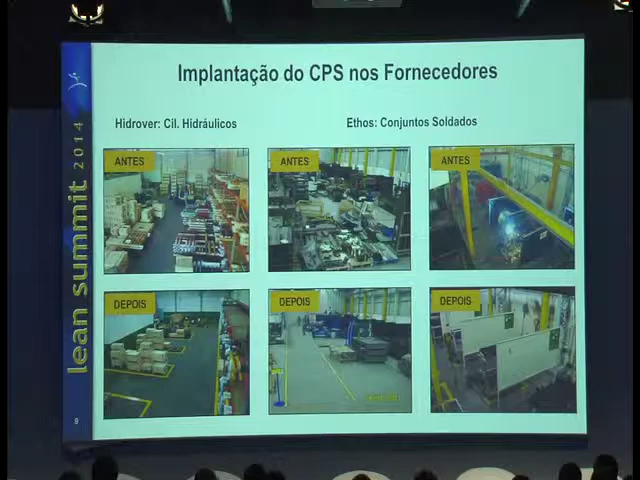 Implantação do CPS nos Fornecedores
Hidrover: Cil. Hidráulicos
Ethos: Conjuntos Soldados
ANTES
ANTES
ANTES
DEPOIS
DEPOIS
DEPOIS
lean summit 2014
9